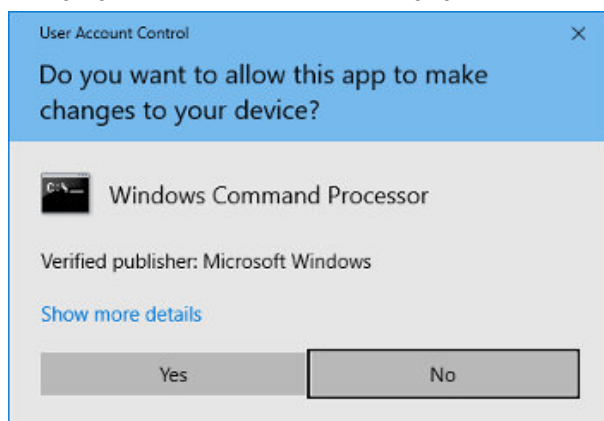 User Account Control
Do you want to allow this app to make
changes to your device?
C:\_
Windows Command Processor
Verified publisher: Microsoft Windows
Show more details
Yes
No